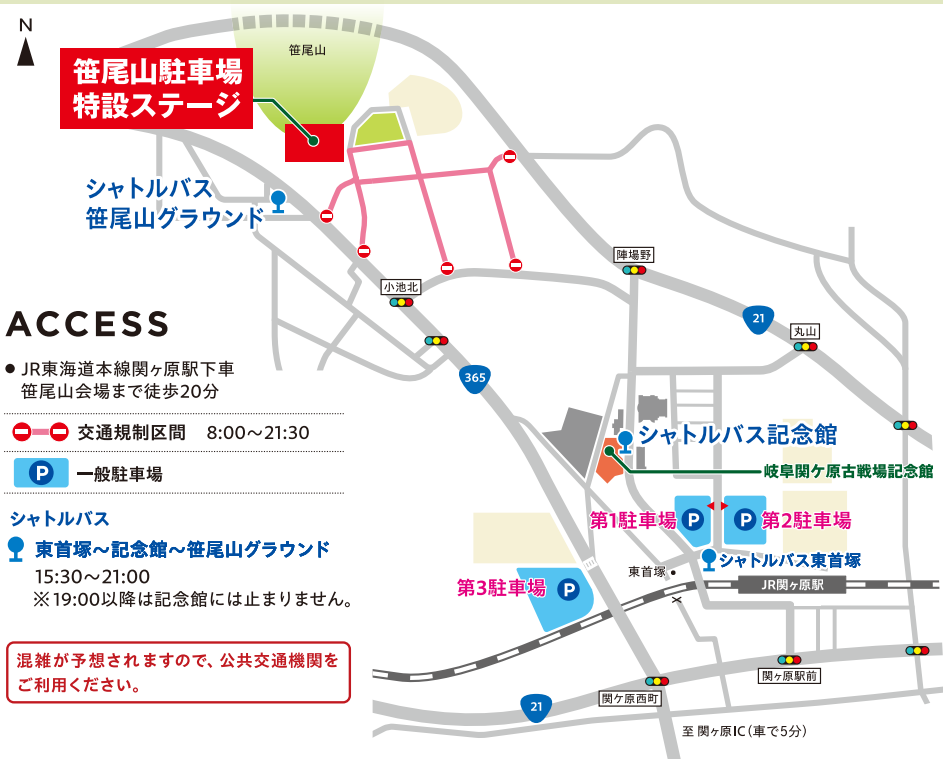 N
笹尾山
笹尾山駐車場
特設ステージ
シャトルバス
笹尾山グラウンド
陣場野
小池北
21
丸山
365
ACCESS
● JR東海道本線関ヶ原駅下車
笹尾山会場まで徒歩20分
交通規制区間 8:00〜21:30
P 一般駐車場
シャトルバス
東首塚〜記念館〜笹尾山グラウンド
15:30〜21:00
※19:00以降は記念館には止まりません。
混雑が予想されますので、公共交通機関を
ご利用ください。
シャトルバス記念館
岐阜関ケ原古戦場記念館
第1駐車場 P
P 第2駐車場
シャトルバス東首塚
東首塚
JR関ヶ原駅
第3駐車場 P
関ヶ原駅前
関ケ原西町
21
至 関ヶ原IC(車で5分)